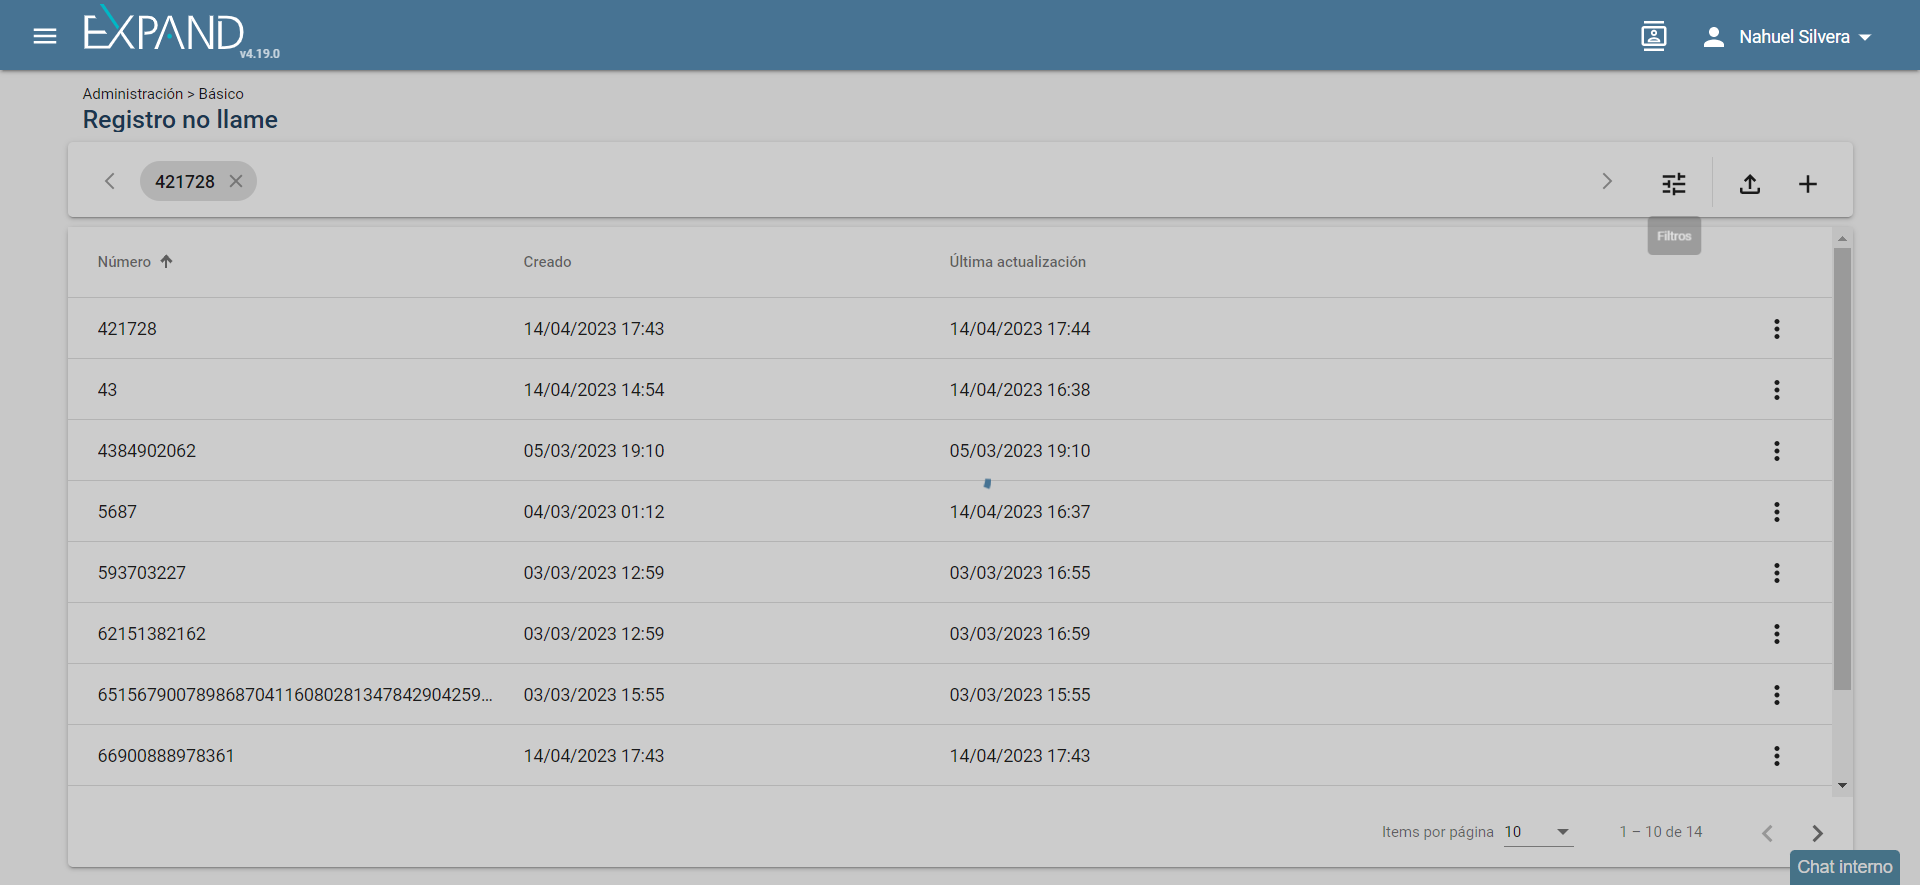 EXPAND
v4.19.0
Nahuel Silvera
Administración > Básico
Registro no llame
421728
Filtros
Número Creado Última actualización
421728 14/04/2023 17:43 14/04/2023 17:44
43 14/04/2023 14:54 14/04/2023 16:38
4384902062 05/03/2023 19:10 05/03/2023 19:10
5687 04/03/2023 01:12 14/04/2023 16:37
593703227 03/03/2023 12:59 03/03/2023 16:55
62151382162 03/03/2023 12:59 03/03/2023 16:59
651567900789868704116080281347842904259... 03/03/2023 15:55 03/03/2023 15:55
66900888978361 14/04/2023 17:43 14/04/2023 17:43
Items por página 10 1 – 10 de 14
Chat interno